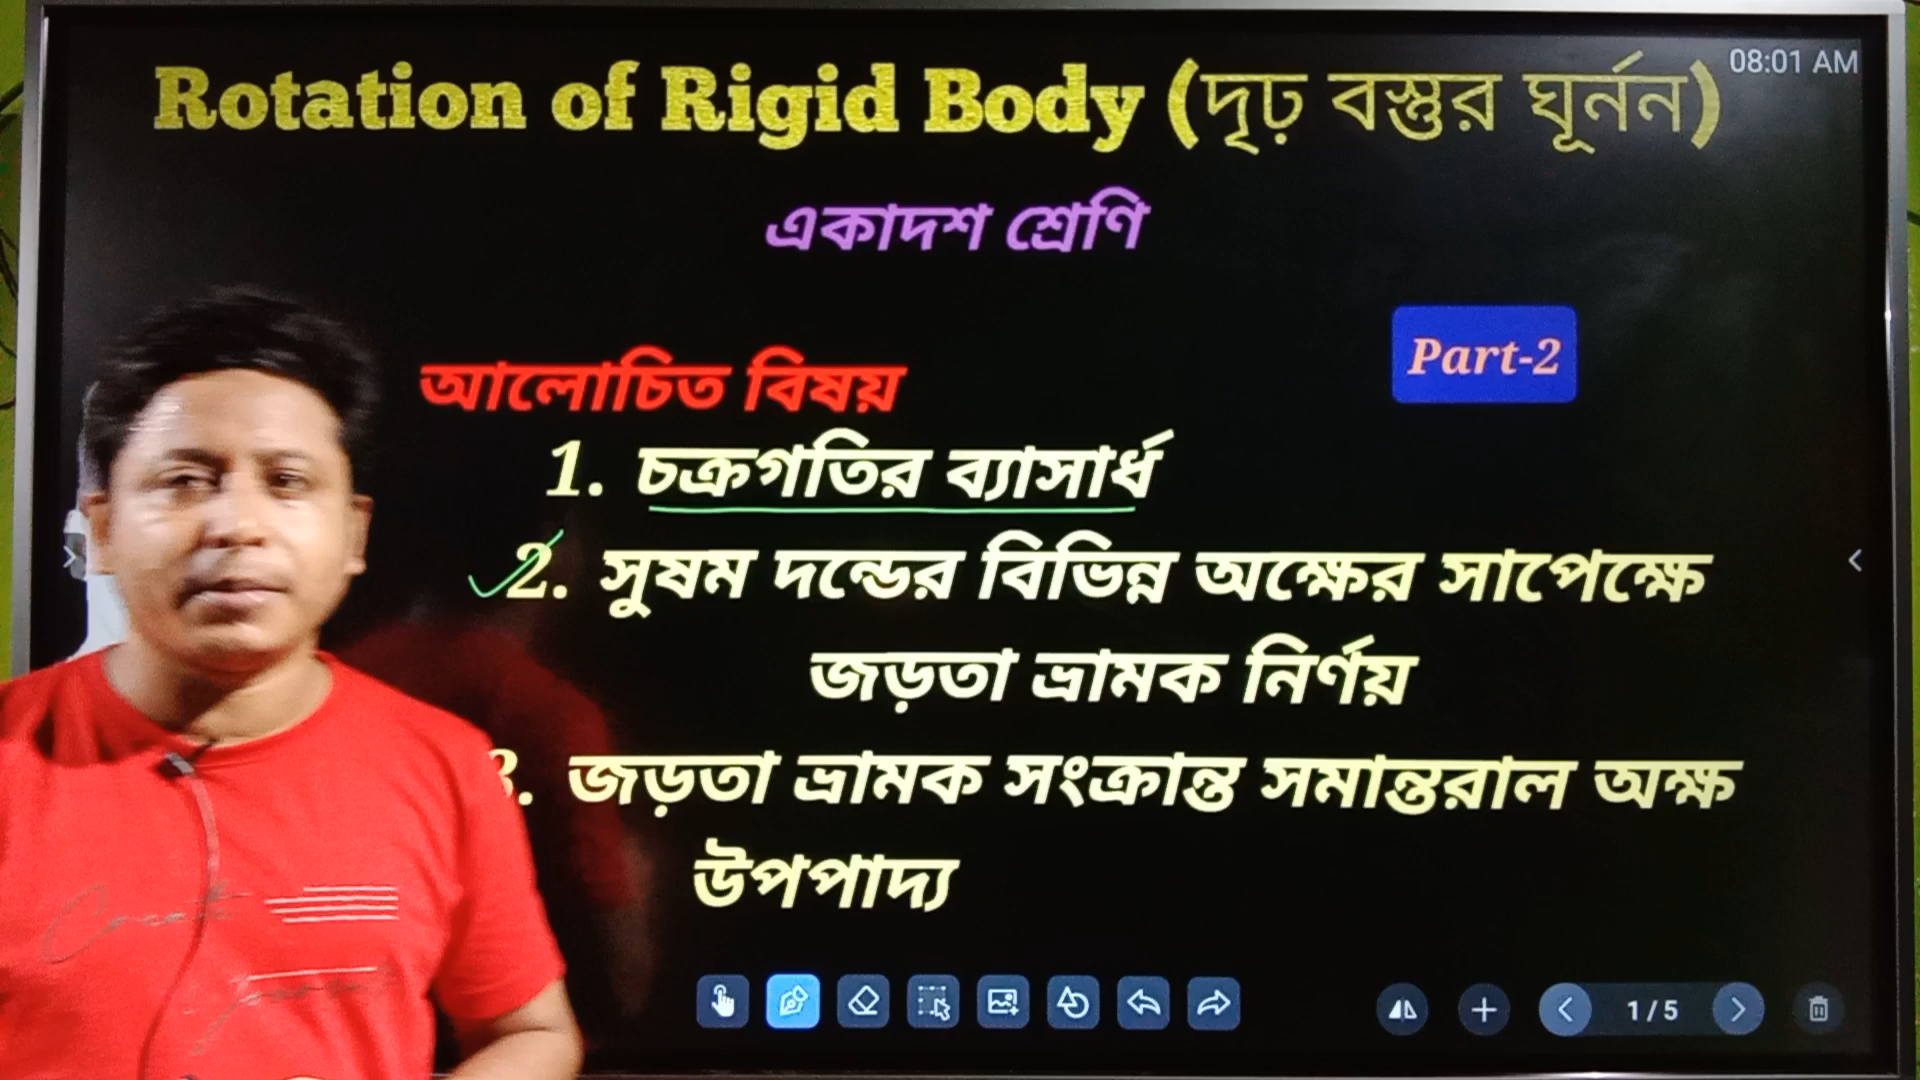 08:01 AM
Rotation of Rigid Body (দৃঢ় বস্তুর ঘূর্নন)
একাদশ শ্রেণি
Part-2
আলোচিত বিষয়
1. চক্রগতির ব্যাসার্ধ
2. সুষম দন্ডের বিভিন্ন অক্ষের সাপেক্ষে
জড়তা ভ্রামক নির্ণয়
3. জড়তা ভ্রামক সংক্রান্ত সমান্তরাল অক্ষ
উপপাদ্য
1 / 5